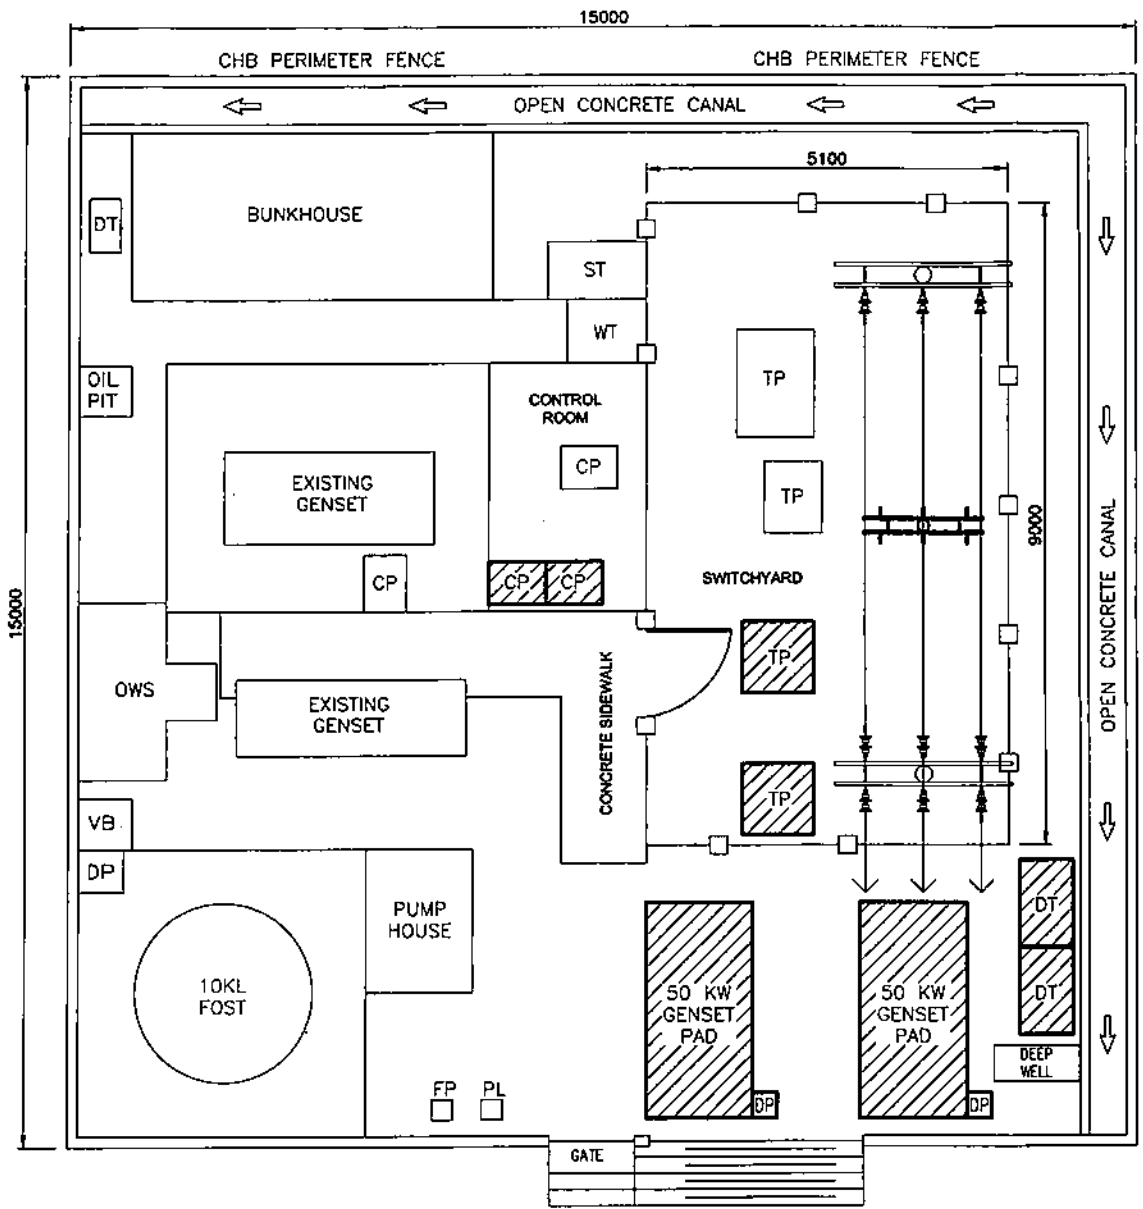 15000
CHB PERIMETER FENCE
CHB PERIMETER FENCE
OPEN CONCRETE CANAL
5100
BUNKHOUSE
DT
ST
WT
OIL
PIT
CONTROL
ROOM
TP
CP
EXISTING
GENSET
TP
9000
OPEN CONCRETE CANAL
15000
CP
CP
CP
SWITCHYARD
TP
OWS
EXISTING
GENSET
CONCRETE SIDEWALK
TP
VB
DP
PUMP
HOUSE
DT
10KL
FOST
50 KW
GENSET
PAD
50 KW
GENSET
PAD
DT
DEEP
WELL
FP
PL
DP
DP
GATE